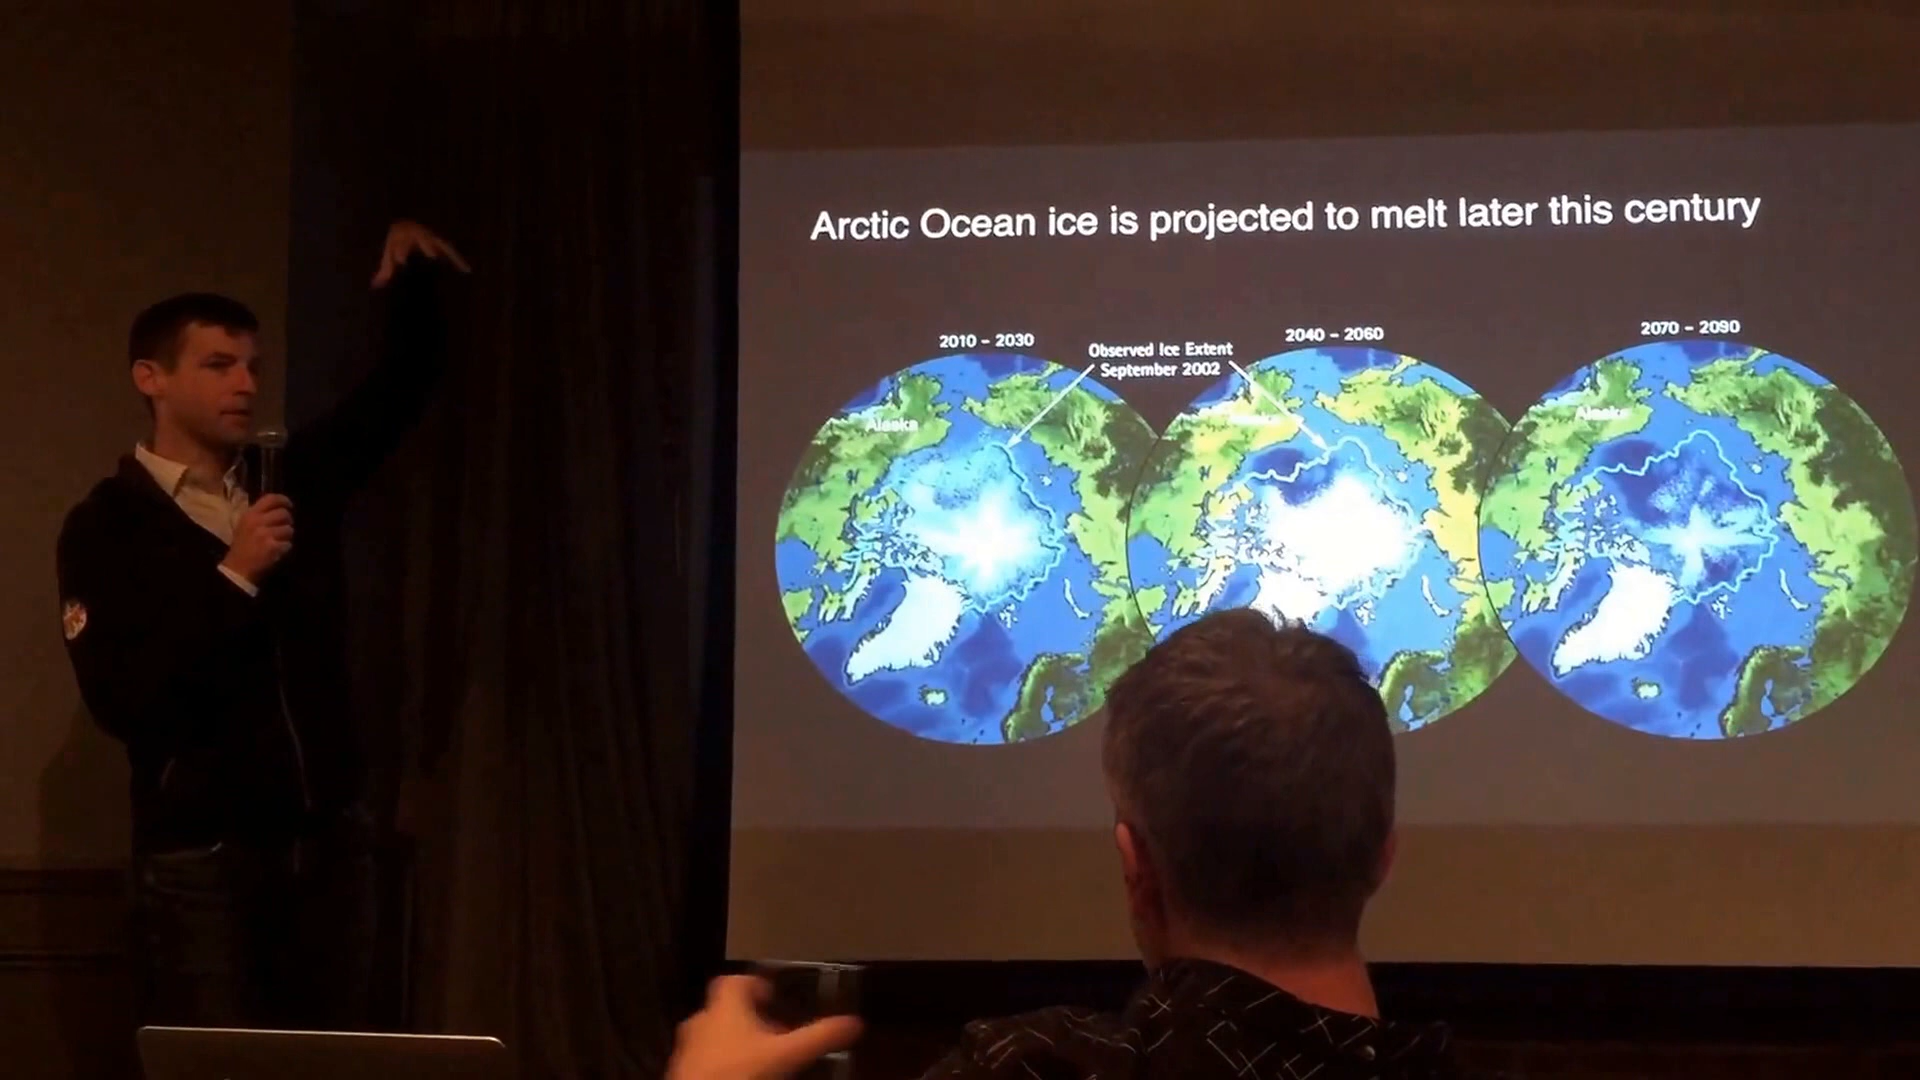 Arctic Ocean ice is projected to melt later this century
2010 - 2030
Observed Ice Extent
September 2002
2040 - 2060
2070 - 2090
Alaska
Alaska